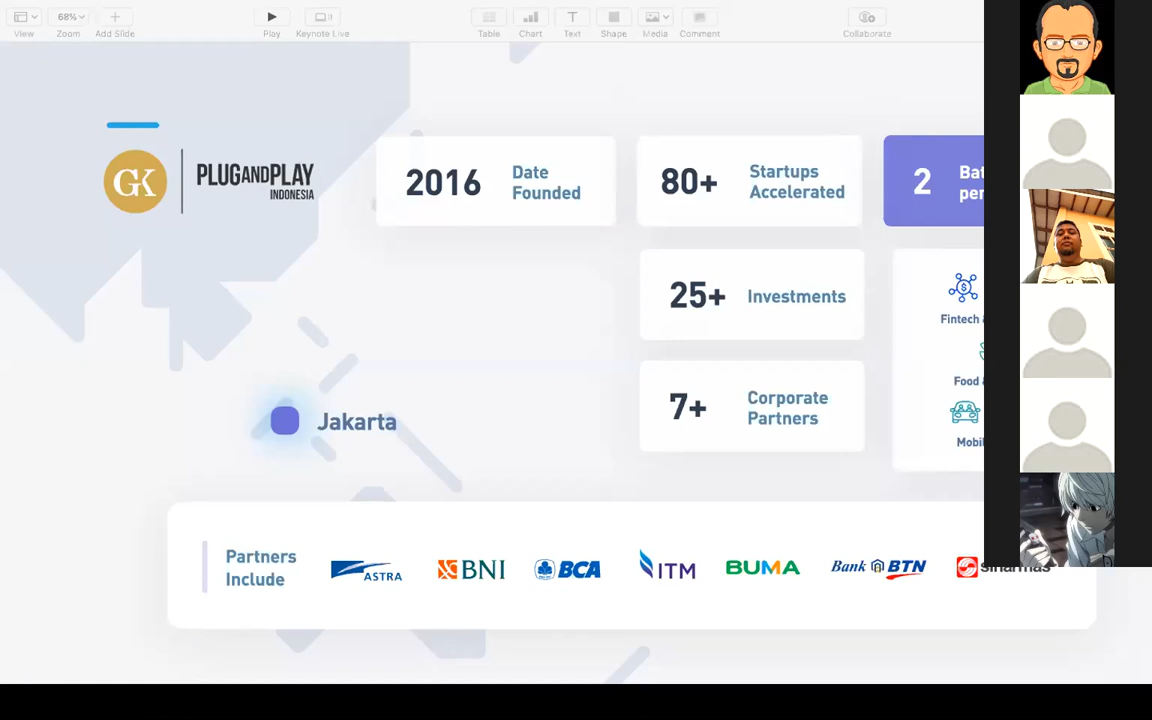 68%
View
Zoom
Add Slide
Play
Keynote Live
Table
Chart
Text
Shape
Media
Comment
Collaborate
GK
PLUGANDPLAY
INDONESIA
2016
Date
Founded
80+
Startups
Accelerated
2
25+
Investments
Fintech
7+
Corporate
Partners
Food
Jakarta
Partners
Include
ASTRA
BNI
BCA
ITM
BUMA
Bank BTN
sinarmas